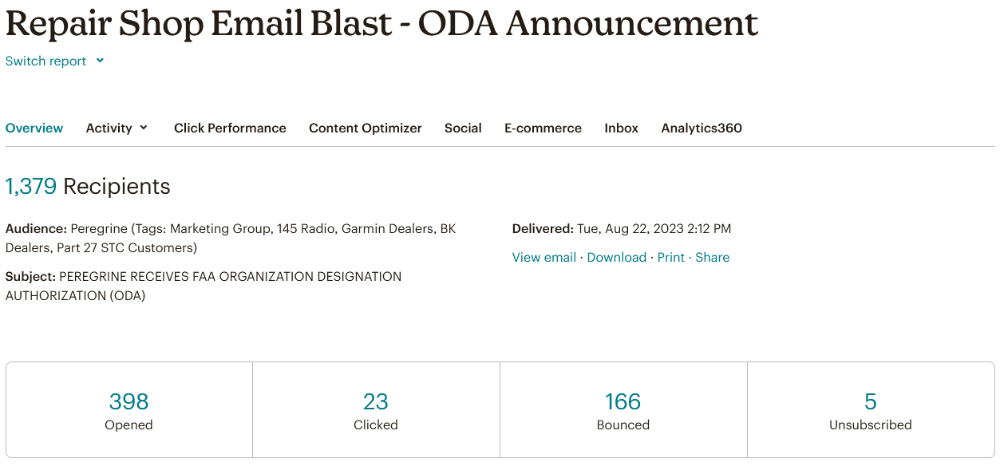 Repair Shop Email Blast - ODA Announcement
Switch report
Overview Activity Click Performance Content Optimizer Social E-commerce Inbox Analytics360
1,379 Recipients
Audience: Peregrine (Tags: Marketing Group, 145 Radio, Garmin Dealers, BK
Dealers, Part 27 STC Customers)
Subject: PEREGRINE RECEIVES FAA ORGANIZATION DESIGNATION
AUTHORIZATION (ODA)
Delivered: Tue, Aug 22, 2023 2:12 PM
View email · Download · Print · Share
398 23 166 5
Opened Clicked Bounced Unsubscribed